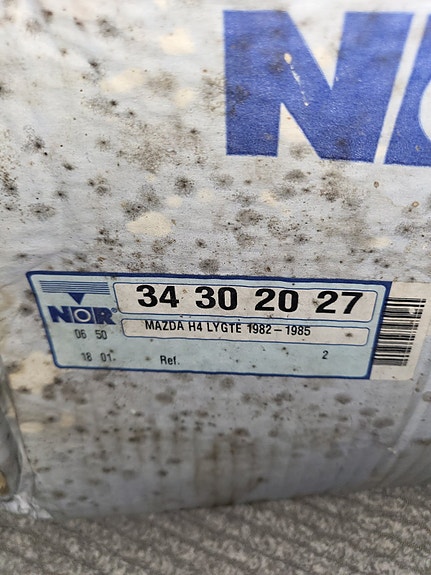 NOR
34 30 20 27
NOR®
MAZDA H4 LYGTE 1982-1985
06 50
18 01. Ref. 2